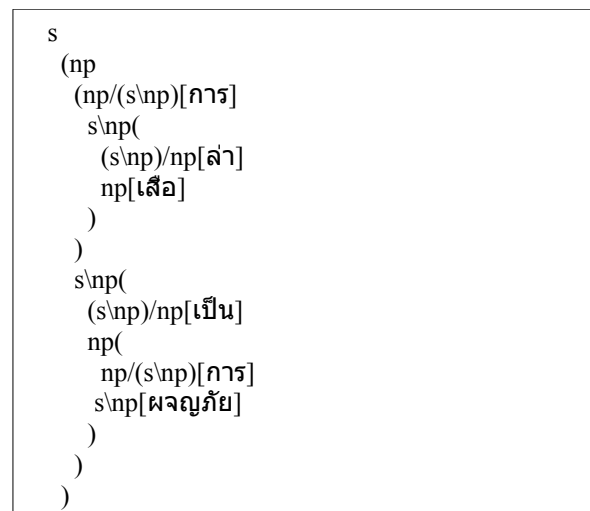 s
(np
(np/(s\np)[การ]
s\np(
(s\np)/np[ล่า]
np[เสือ]
)
)
s\np(
(s\np)/np[เป็น]
np(
np/(s\np)[การ]
s\np[ผจญภัย]
)
)
)